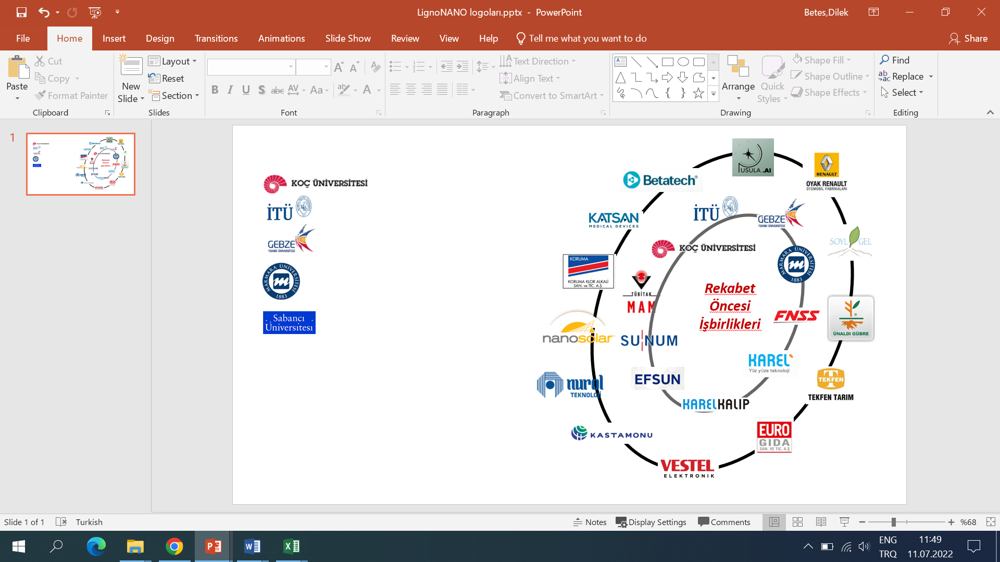 LignoNANO logoları.pptx - PowerPoint
Betes,Dilek
File
Home
Insert
Design
Transitions
Animations
Slide Show
Review
View
Help
Tell me what you want to do
Share
Paste
Cut
Copy
Format Painter
Clipboard
New
Slide
Layout
Reset
Section
Slides
Font
Text Direction
Align Text
Convert to SmartArt
Paragraph
Arrange
Quick
Styles
Shape Fill
Shape Outline
Shape Effects
Drawing
Find
Replace
Select
Editing
1
KOÇ ÜNİVERSİTESİ
İTÜ
GEBZE
TEKNİK ÜNİVERSİTESİ
MARMARA ÜNİVERSİTESİ
1883
Sabancı
Üniversitesi
PUSULA .AI
RENAULT
OYAK RENAULT
OTOMOBİL FABRİKALARI
Betatech
KATSAN
MEDICAL DEVICES
İTÜ
GEBZE
TEKNİK ÜNİVERSİTESİ
SOYL GEL
KOÇ ÜNİVERSİTESİ
MARMARA ÜNİVERSİTESİ
1883
KORUMA
KORUMA KLOR ALKALİ
SAN. ve TİC. A.Ş.
TÜBİTAK
MAM
Rekabet
Öncesi
İşbirlikleri
FNSS
ÜNALDI GÜBRE
nanosolar
SUNUM
KAREL
Yüz yüze teknoloji
EFSUN
nurol
TEKNOLOJİ
TEKFEN
TEKFEN TARIM
KARELKALIP
KASTAMONU
EURO
GIDA
SAN. VE TİC. A.Ş
VESTEL
ELEKTRONİK
Slide 1 of 1
Turkish
Notes
Display Settings
Comments
%68
ENG
TRQ
11:49
11.07.2022